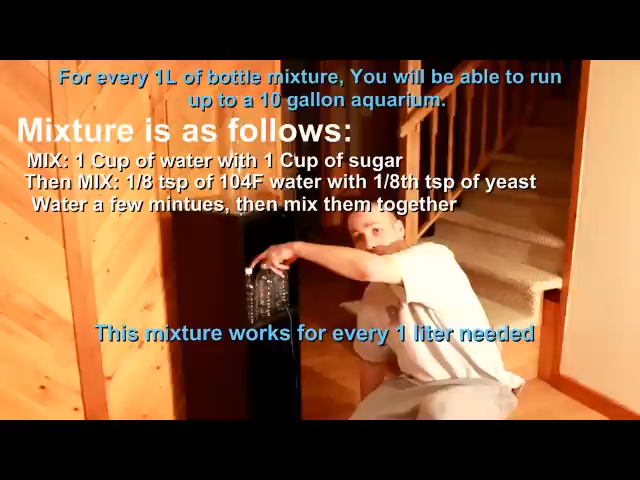 For every 1L of bottle mixture, You will be able to run
up to a 10 gallon aquarium.
Mixture is as follows:
MIX: 1 Cup of water with 1 Cup of sugar
Then MIX: 1/8 tsp of 104F water with 1/8th tsp of yeast
Water a few mintues, then mix them together
This mixture works for every 1 liter needed